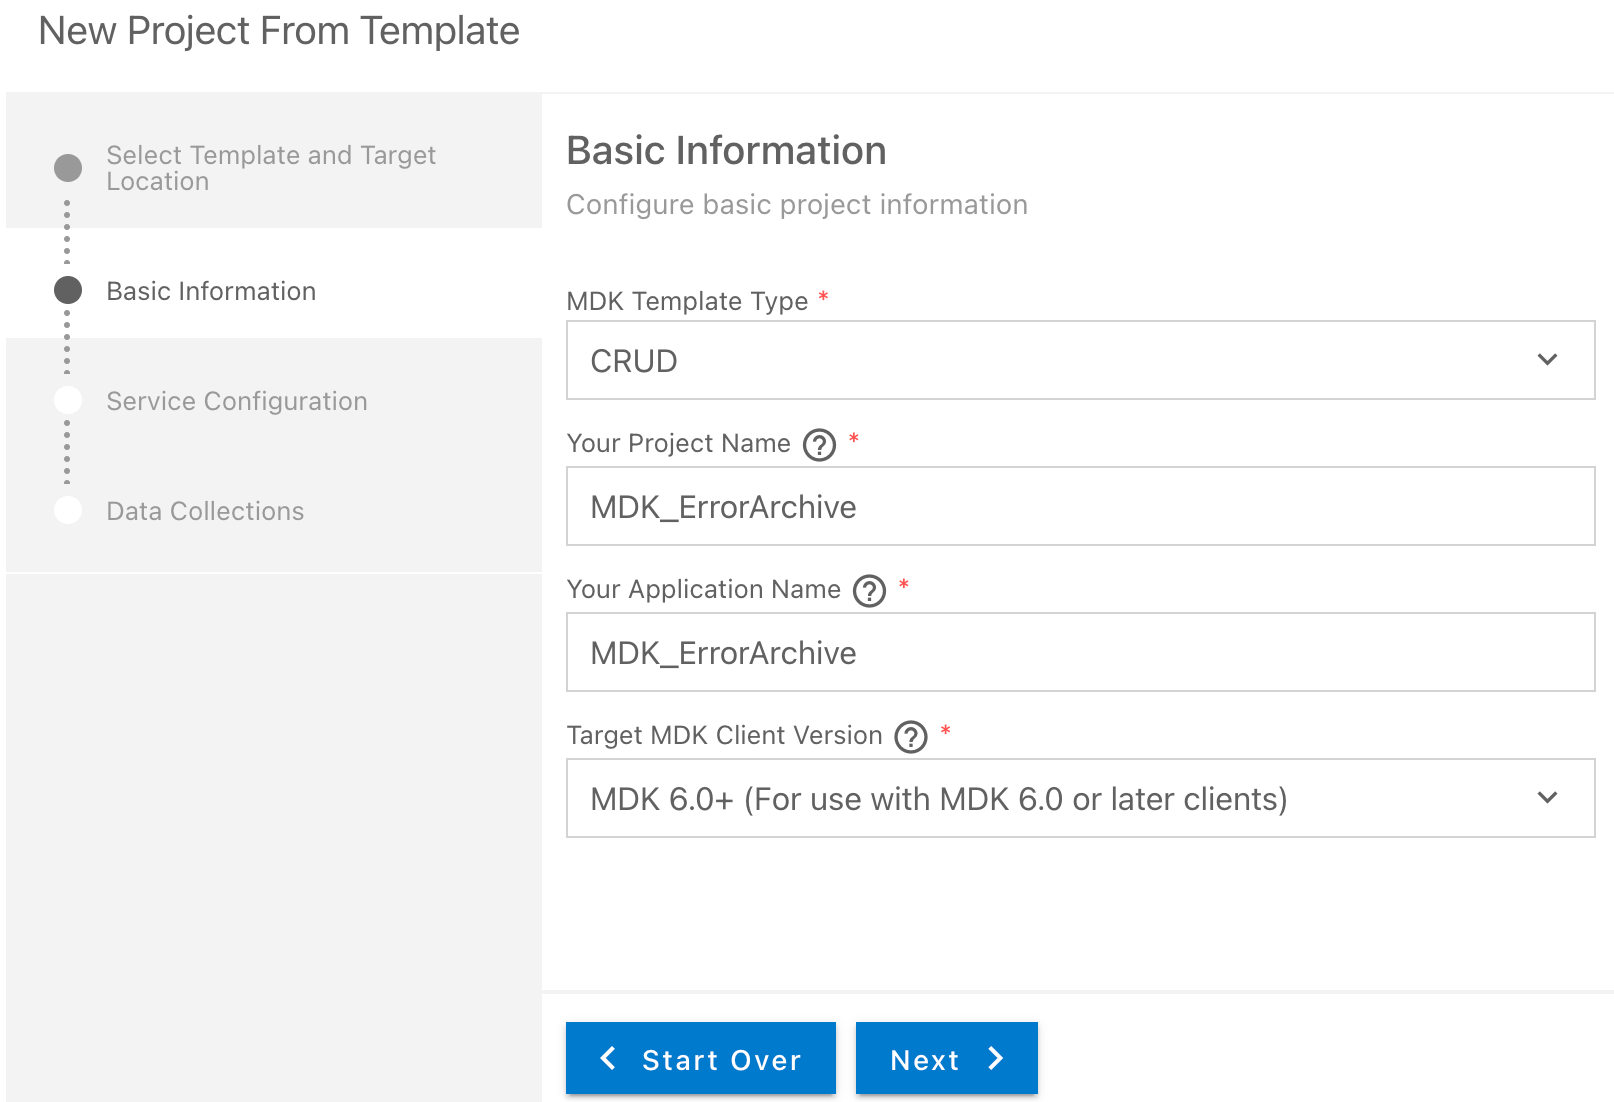 New Project From Template
Select Template and Target
Location
Basic Information
Service Configuration
Data Collections
Basic Information
Configure basic project information
MDK Template Type *
CRUD
Your Project Name ? *
MDK_ErrorArchive
Your Application Name ? *
MDK_ErrorArchive
Target MDK Client Version ? *
MDK 6.0+ (For use with MDK 6.0 or later clients)
Start Over
Next